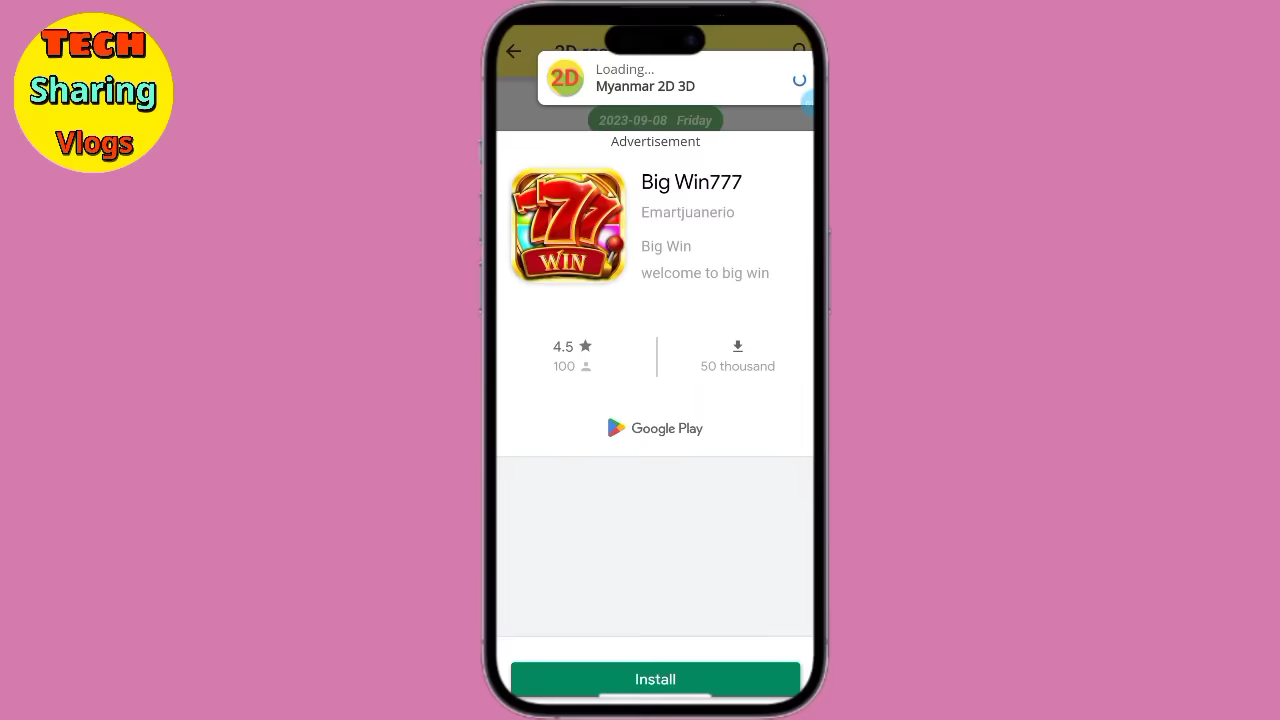 TECH
Sharing
Vlogs
Loading...
2D
Myanmar 2D 3D
2023-09-08 Friday
Advertisement
777
WIN
Big Win777
Emartjuanerio
Big Win
welcome to big win
4.5
100
50 thousand
Google Play
Install